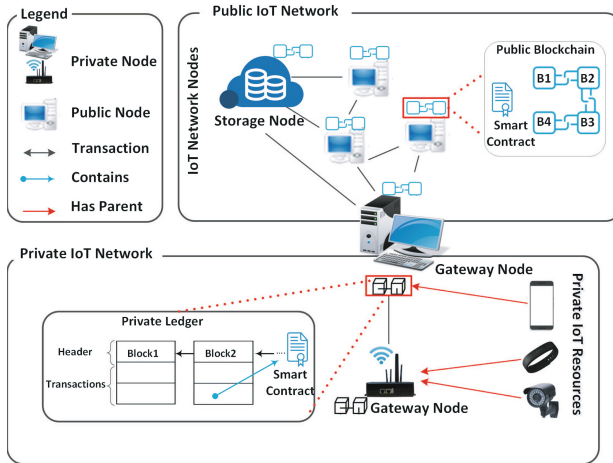 Legend
Private Node
Public Node
Transaction
Contains
Has Parent
Public IoT Network
IoT Network Nodes
Storage Node
Public Blockchain
B1
B2
B4
B3
Smart
Contract
Gateway Node
Private IoT Network
Private Ledger
Header
Block1
Block2
Transactions
Smart
Contract
Gateway Node
Private IoT Resources